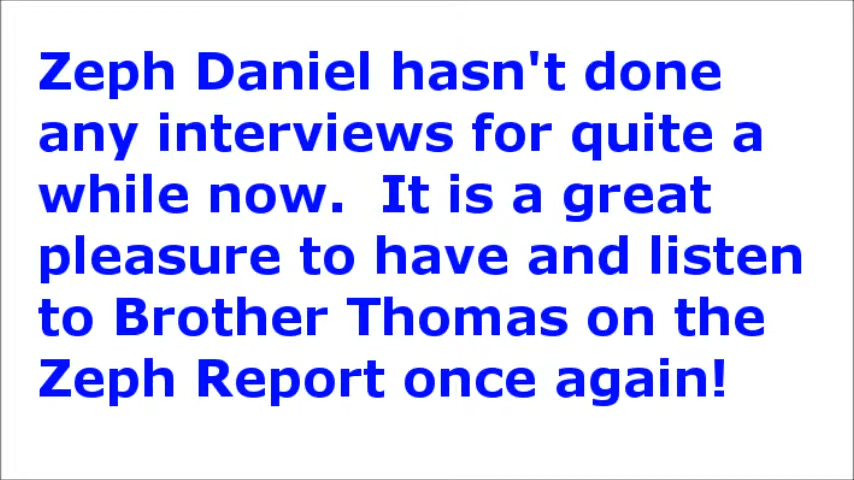 Zeph Daniel hasn't done
any interviews for quite a
while now.  It is a great
pleasure to have and listen
to Brother Thomas on the
Zeph Report once again!